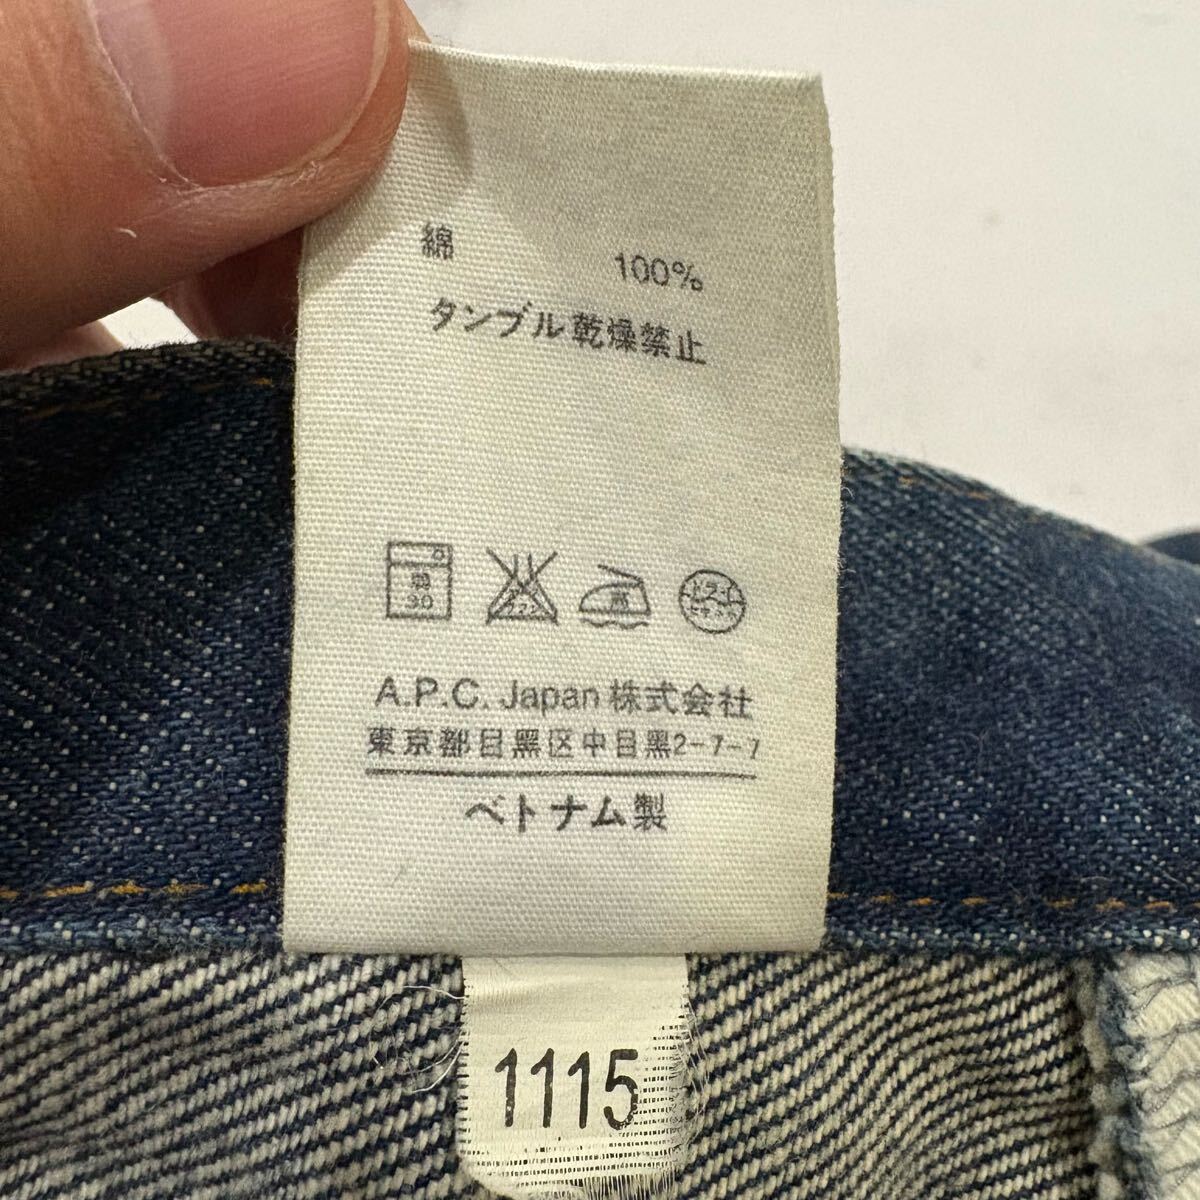 綿 100%
タンブル乾燥禁止
30
A.P.C. Japan株式会社
東京都目黒区中目黒2-7-7
ベトナム製
1115